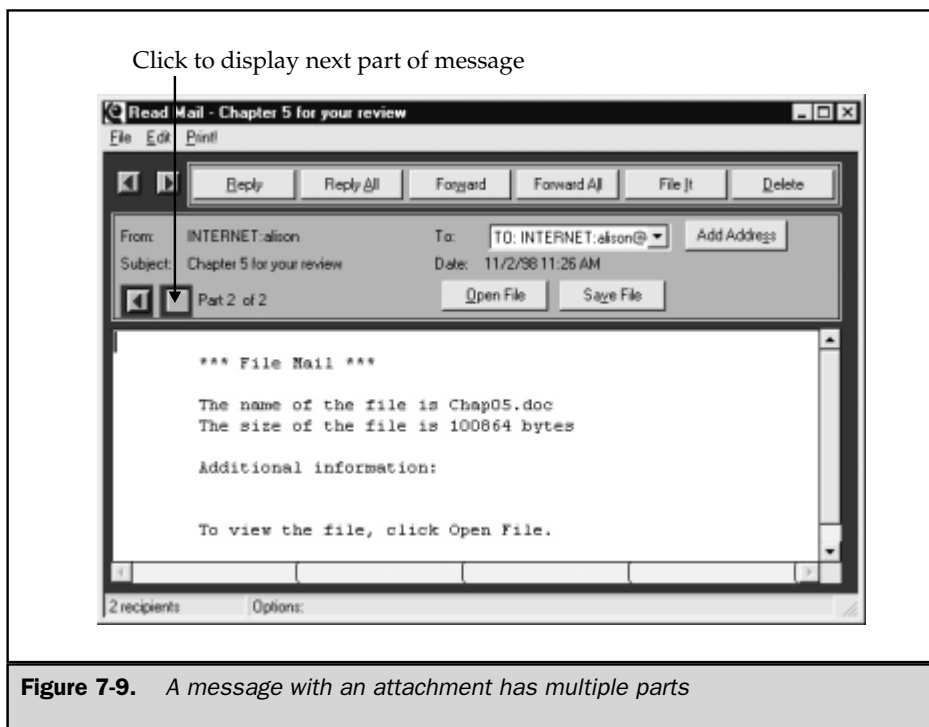 Click to display next part of message
Read Mail - Chapter 5 for your review
File Edit Print!
Reply Reply All Forward Forward All File It Delete
From: INTERNET:alison To: TO: INTERNET:alison@ Add Address
Subject: Chapter 5 for your review Date: 11/2/98 11:26 AM
Part 2 of 2 Open File Save File
*** File Mail ***
The name of the file is Chap05.doc
The size of the file is 100864 bytes
Additional information:
To view the file, click Open File.
2 recipients Options:
Figure 7-9. A message with an attachment has multiple parts